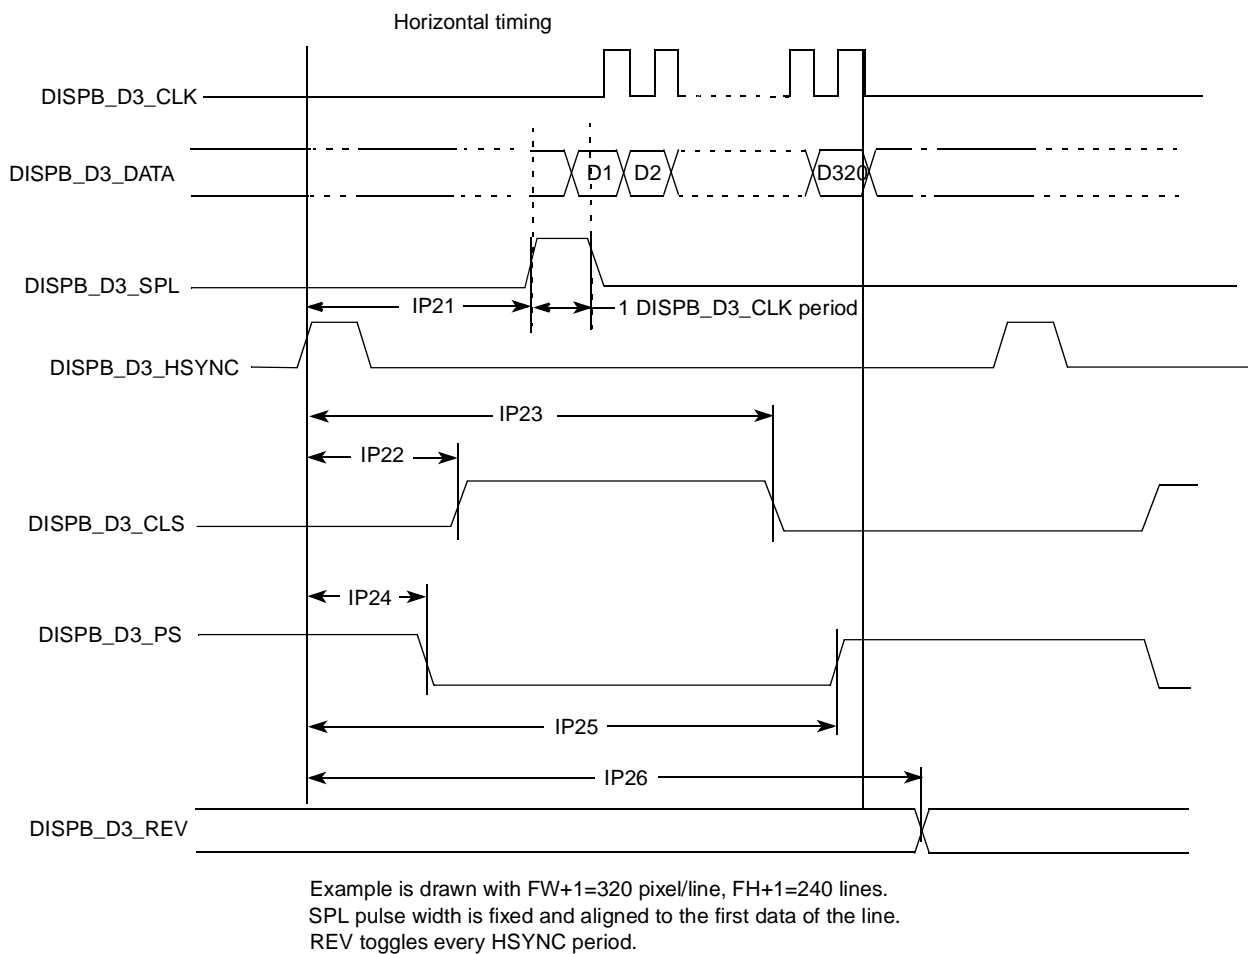 Horizontal timing
DISPB_D3_CLK
DISPB_D3_DATA
D1
D2
D320
DISPB_D3_SPL
IP21
1 DISPB_D3_CLK period
DISPB_D3_HSYNC
IP23
IP22
DISPB_D3_CLS
IP24
DISPB_D3_PS
IP25
IP26
DISPB_D3_REV
Example is drawn with FW+1=320 pixel/line, FH+1=240 lines.
SPL pulse width is fixed and aligned to the first data of the line.
REV toggles every HSYNC period.